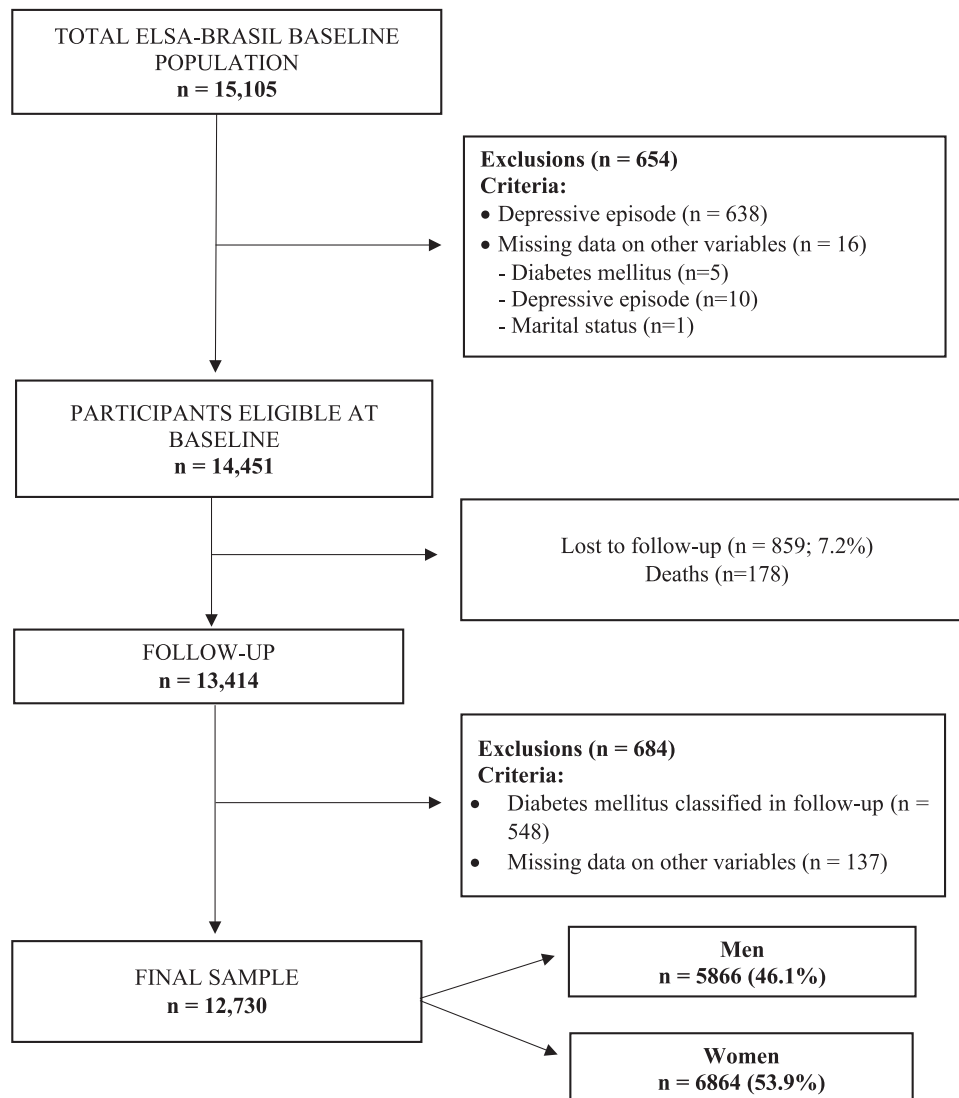 TOTAL ELSA-BRASIL BASELINE
POPULATION
n = 15,105
Exclusions (n = 654)
Criteria:
• Depressive episode (n = 638)
• Missing data on other variables (n = 16)
- Diabetes mellitus (n=5)
- Depressive episode (n=10)
- Marital status (n=1)
PARTICIPANTS ELIGIBLE AT
BASELINE
n = 14,451
Lost to follow-up (n = 859; 7.2%)
Deaths (n=178)
FOLLOW-UP
n = 13,414
Exclusions (n = 684)
Criteria:
• Diabetes mellitus classified in follow-up (n =
548)
• Missing data on other variables (n = 137)
FINAL SAMPLE
n = 12,730
Men
n = 5866 (46.1%)
Women
n = 6864 (53.9%)